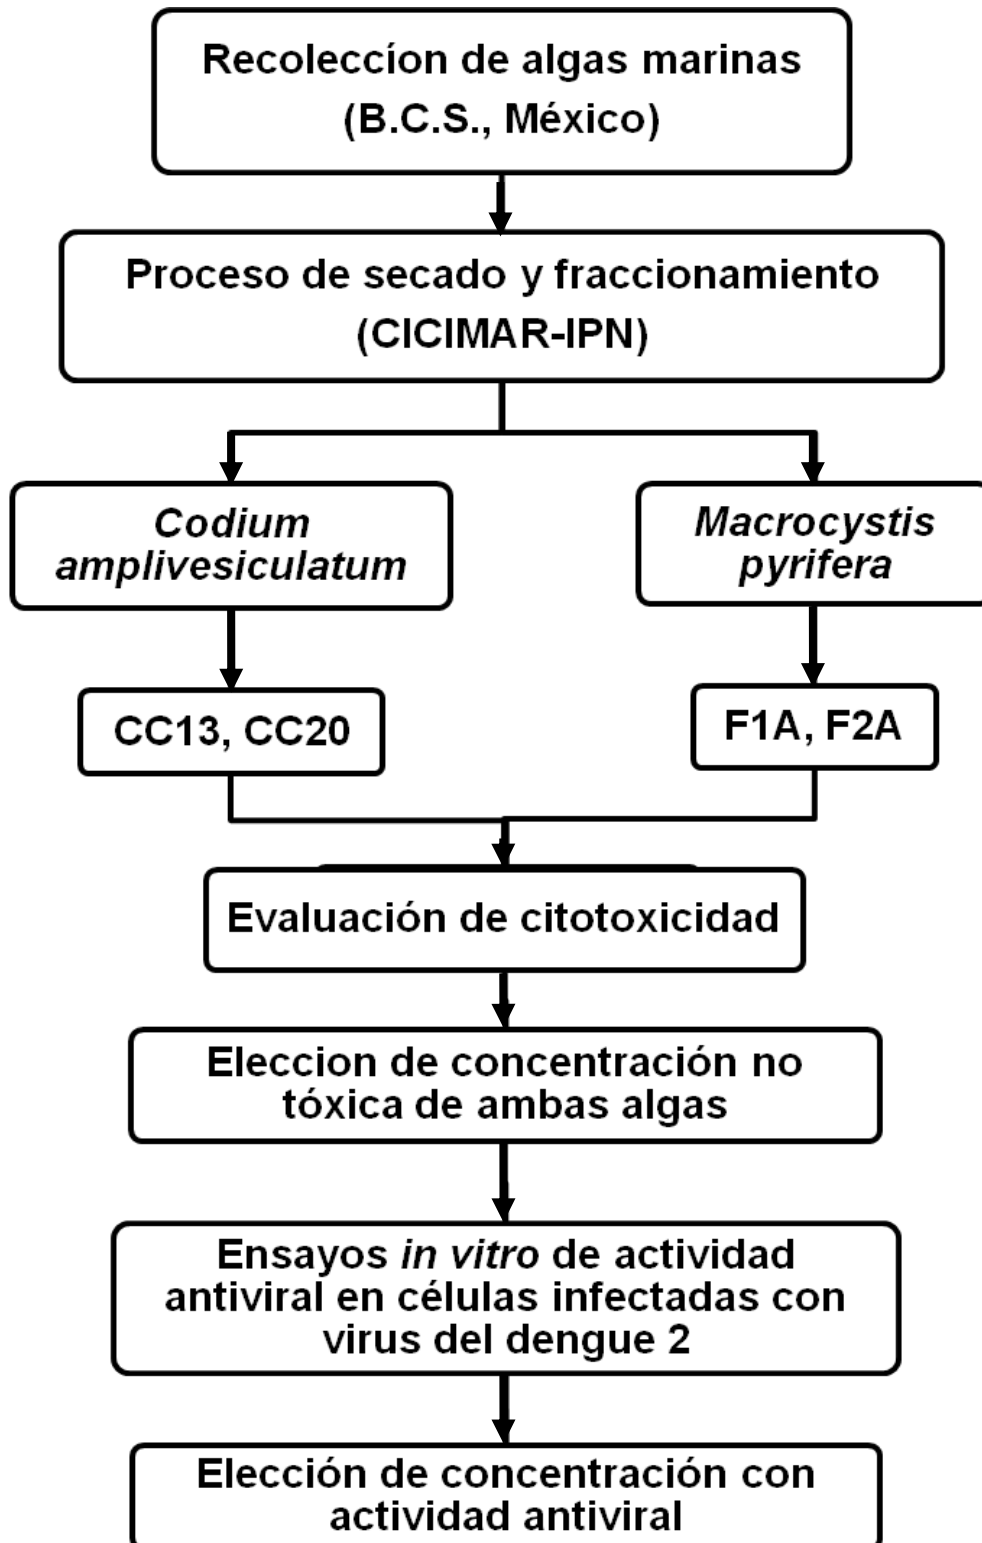 Recoleccíon de algas marinas
(B.C.S., México)
Proceso de secado y fraccionamiento
(CICIMAR-IPN)
Codium
amplivesiculatum
Macrocystis
pyrifera
CC13, CC20
F1A, F2A
Evaluación de citotoxicidad
Eleccion de concentración no
tóxica de ambas algas
Ensayos in vitro de actividad
antiviral en células infectadas con
virus del dengue 2
Elección de concentración con
actividad antiviral